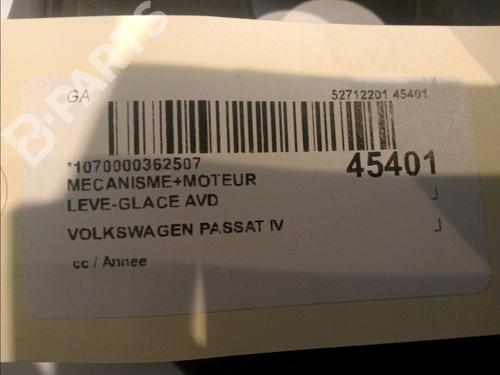 B-PARTS
GA 52712201 45401
*1070000362507 45401
MECANISME+MOTEUR
LEVE-GLACE AVD
VOLKSWAGEN PASSAT IV
cc / Annee